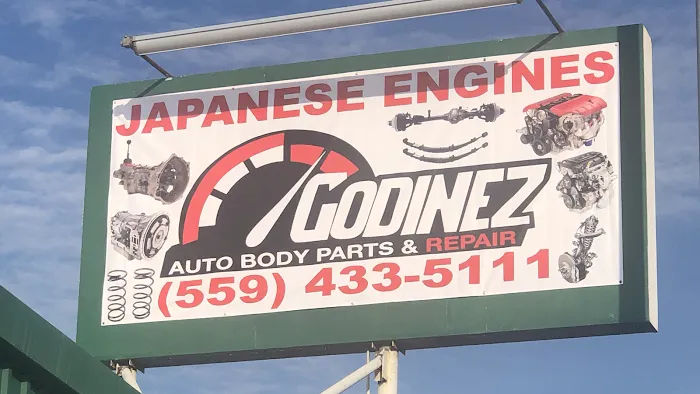 JAPANESE ENGINES
GODINEZ
AUTO BODY PARTS & REPAIR
(559) 433-5111